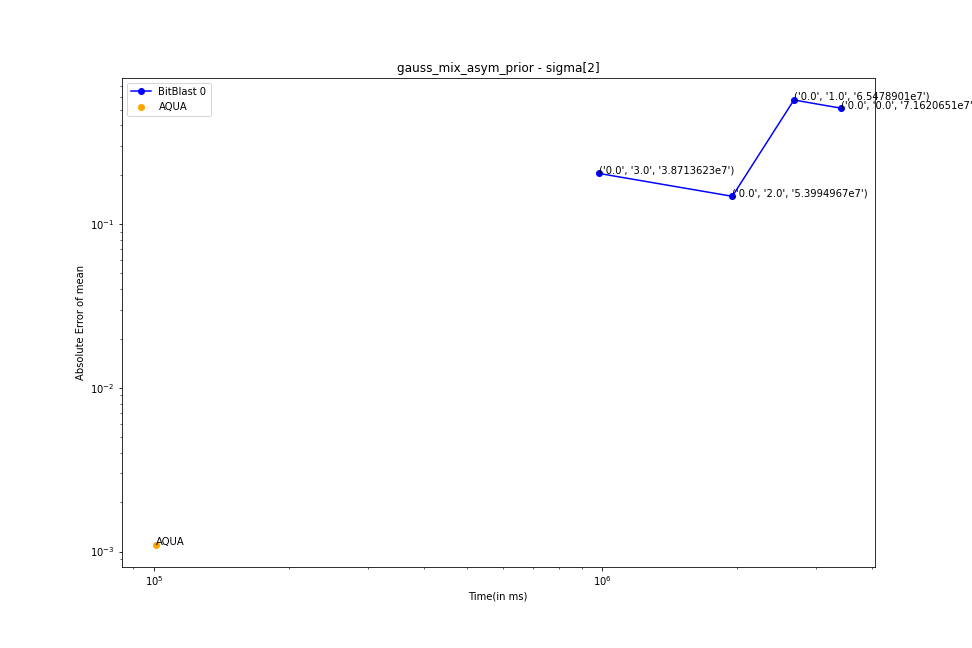 gauss_mix_asym_prior - sigma[2]
BitBlast 0
AQUA
('0.0', '1.0', '6.5478901e7')
('0.0', '0.0', '7.1620651e7'
('0.0', '3.0', '3.8713623e7')
('0.0', '2.0', '5.3994967e7')
10⁻¹
Absolute Error of mean
10⁻²
AQUA
10⁻³
10⁵
10⁶
Time(in ms)